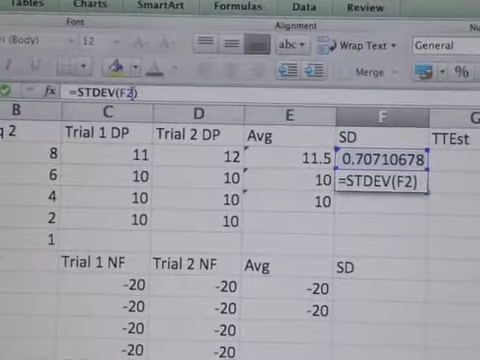 Tables Charts SmartArt Formulas Data Review
Font Alignment
(Body) 12 abc Wrap Text General
Merge %
fx =STDEV(F2)
B C D E F G
q 2 Trial 1 DP Trial 2 DP Avg SD TTEst
8 11 12 11.5 0.70710678
6 10 10 10 =STDEV(F2)
4 10 10 10
2 10 10
1
Trial 1 NF Trial 2 NF Avg SD
-20 -20 -20
-20 -20 -20
-20 -20
-20 -20